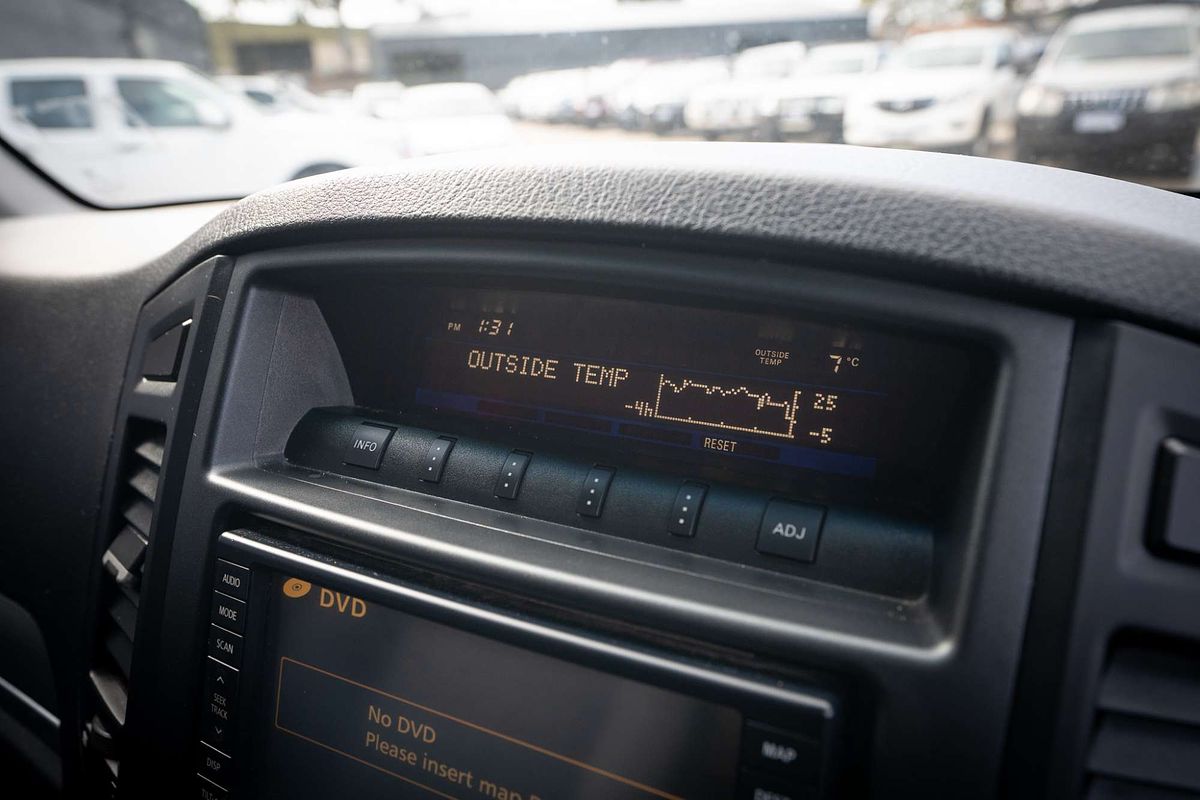 PM 1:31
OUTSIDE TEMP 7°C
OUTSIDE TEMP
25
-4h
-5
RESET
INFO
ADJ
AUDIO
DVD
MODE
SCAN
SEEK
TRACK
No DVD
Please insert map
MAP
DISP